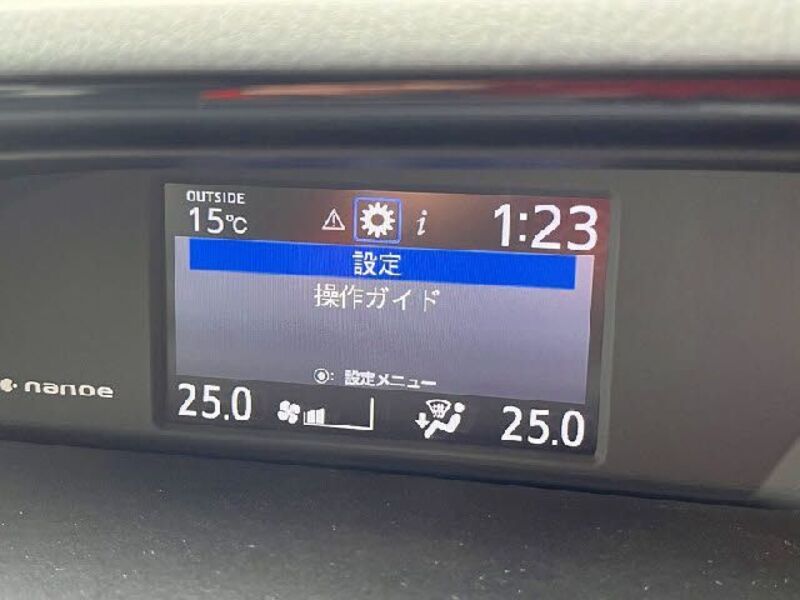 OUTSIDE
15℃
i
1:23
設定
操作ガイド
: 設定メニュー
nanoe
25.0
25.0